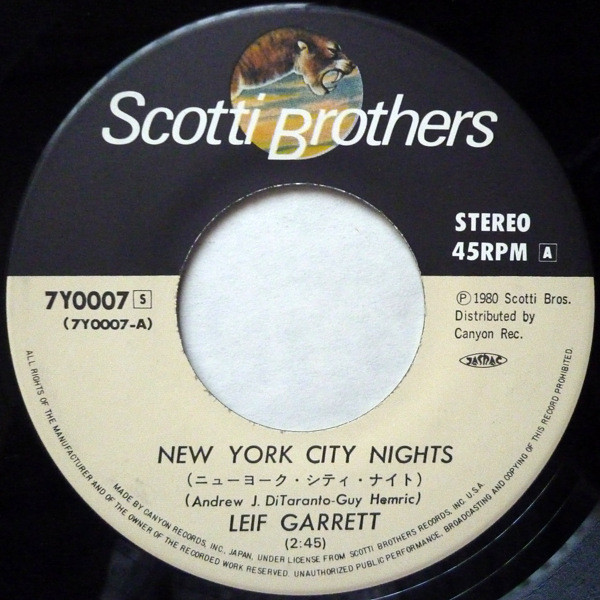 Scotti Brothers
STEREO
45RPM A
7Y0007 S
(7Y0007-A)
Ⓟ1980 Scotti Bros.
Distributed by
Canyon Rec.
JASRAC
NEW YORK CITY NIGHTS
(ニューヨーク・シティ・ナイト)
(Andrew J. DiTaranto-Guy Hemric)
LEIF GARRETT
(2:45)
MADE BY CANYON RECORDS, INC. JAPAN, UNDER LICENSE FROM SCOTTI BROTHERS RECORDS, INC. U.S.A.
ALL RIGHTS OF THE MANUFACTURER AND OF THE OWNER OF THE RECORDED WORK RESERVED. UNAUTHORIZED PUBLIC PERFORMANCE, BROADCASTING AND COPYING OF THIS RECORD PROHIBITED.